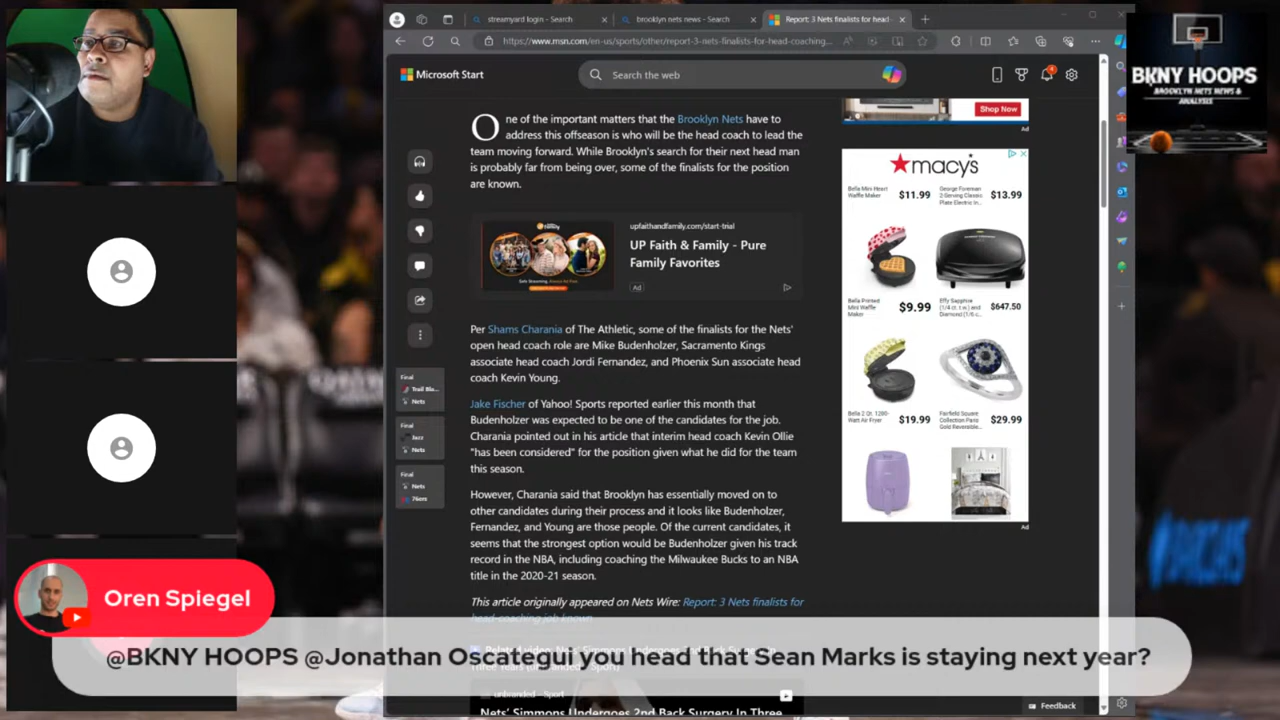 streamyard login - Search
brooklyn nets news - Search
Report: 3 Nets finalists for head
https://www.msn.com/en-us/sports/other/report-3-nets-finalists-for-head-coaching...
Microsoft Start
Search the web
BKNY HOOPS
BROOKLYN NETS NEWS &
ANALYSIS
One of the important matters that the Brooklyn Nets have to
address this offseason is who will be the head coach to lead the
team moving forward. While Brooklyn's search for their next head man
is probably far from being over, some of the finalists for the position
are known.
upfaithandfamily.com/start-trial
UP Faith & Family - Pure
Family Favorites
Ad
Per Shams Charania of The Athletic, some of the finalists for the Nets'
open head coach role are Mike Budenholzer, Sacramento Kings
associate head coach Jordi Fernandez, and Phoenix Sun associate head
coach Kevin Young.
Jake Fischer of Yahoo! Sports reported earlier this month that
Budenholzer was expected to be one of the candidates for the job.
Charania pointed out in his article that interim head coach Kevin Ollie
"has been considered" for the position given what he did for the team
this season.
However, Charania said that Brooklyn has essentially moved on to
other candidates during their process and it looks like Budenholzer,
Fernandez, and Young are those people. Of the current candidates, it
seems that the strongest option would be Budenholzer given his track
record in the NBA, including coaching the Milwaukee Bucks to an NBA
title in the 2020-21 season.
This article originally appeared on Nets Wire: Report: 3 Nets finalists for
head-coaching job known
Final
Trail Bla...
Nets
Final
Jazz
Nets
Final
Nets
76ers
Shop Now
Ad
macy's
Bella Mini Heart
Waffle Maker
$11.99
George Foreman
2-Serving Classic
Plate Electric In...
$13.99
Bella Printed
Mini Waffle
Maker
$9.99
Effy Sapphire
(1/4 ct. t.w.) and
Diamond (1/6 c...
$647.50
Bella 2 Qt. 1200-
Watt Air Fryer
$19.99
Fairfield Square
Collection Paris
Gold Reversible...
$29.99
Ad
Oren Spiegel
@BKNY HOOPS @Jonathan Oscategui you head that Sean Marks is staying next year?
unbranded - Sport
Nets' Simmons Undergoes 2nd Back Surgery In Three
Feedback